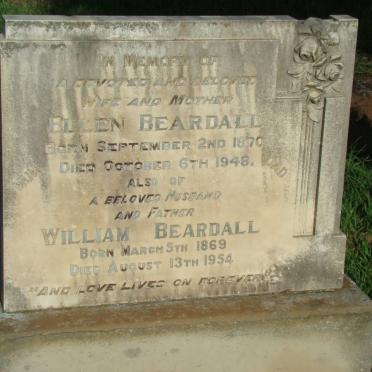 IN MEMORY OF
A DEVOTED AND BELOVED
WIFE AND MOTHER
ELLEN BEARDALL
BORN SEPTEMBER 2ND 1870
DIED OCTOBER 6TH 1948.
ALSO OF
A BELOVED HUSBAND
AND FATHER
WILLIAM BEARDALL
BORN MARCH 5TH 1869
DIED AUGUST 13TH 1954
"AND LOVE LIVES ON FOREVER"